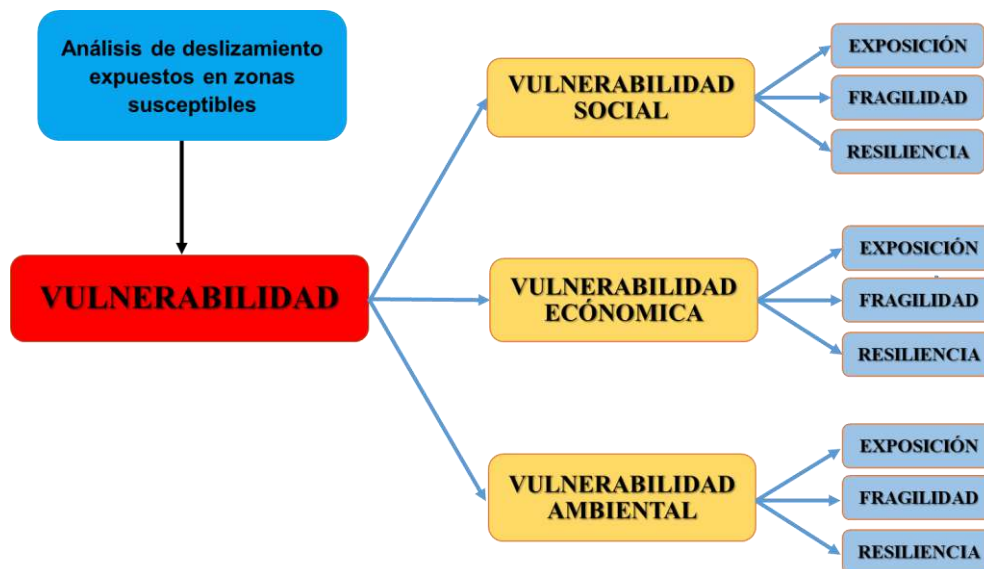 Análisis de deslizamiento
expuestos en zonas
susceptibles
VULNERABILIDAD
VULNERABILIDAD
SOCIAL
EXPOSICIÓN
FRAGILIDAD
RESILIENCIA
VULNERABILIDAD
ECÓNOMICA
EXPOSICIÓN
FRAGILIDAD
RESILIENCIA
VULNERABILIDAD
AMBIENTAL
EXPOSICIÓN
FRAGILIDAD
RESILIENCIA